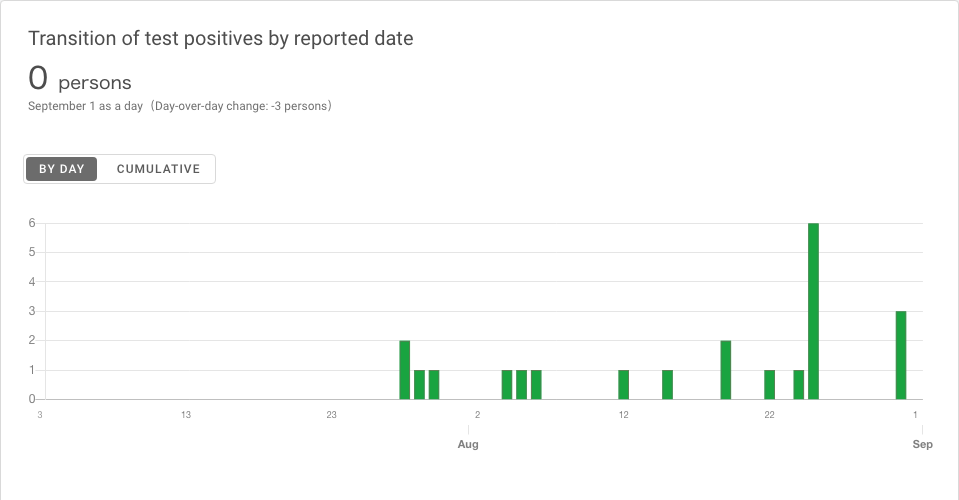 Transition of test positives by reported date
0 persons
September 1 as a day（Day-over-day change: -3 persons）
BY DAY CUMULATIVE
6
5
4
3
2
1
0
3 13 23 2 12 22 1
Aug Sep